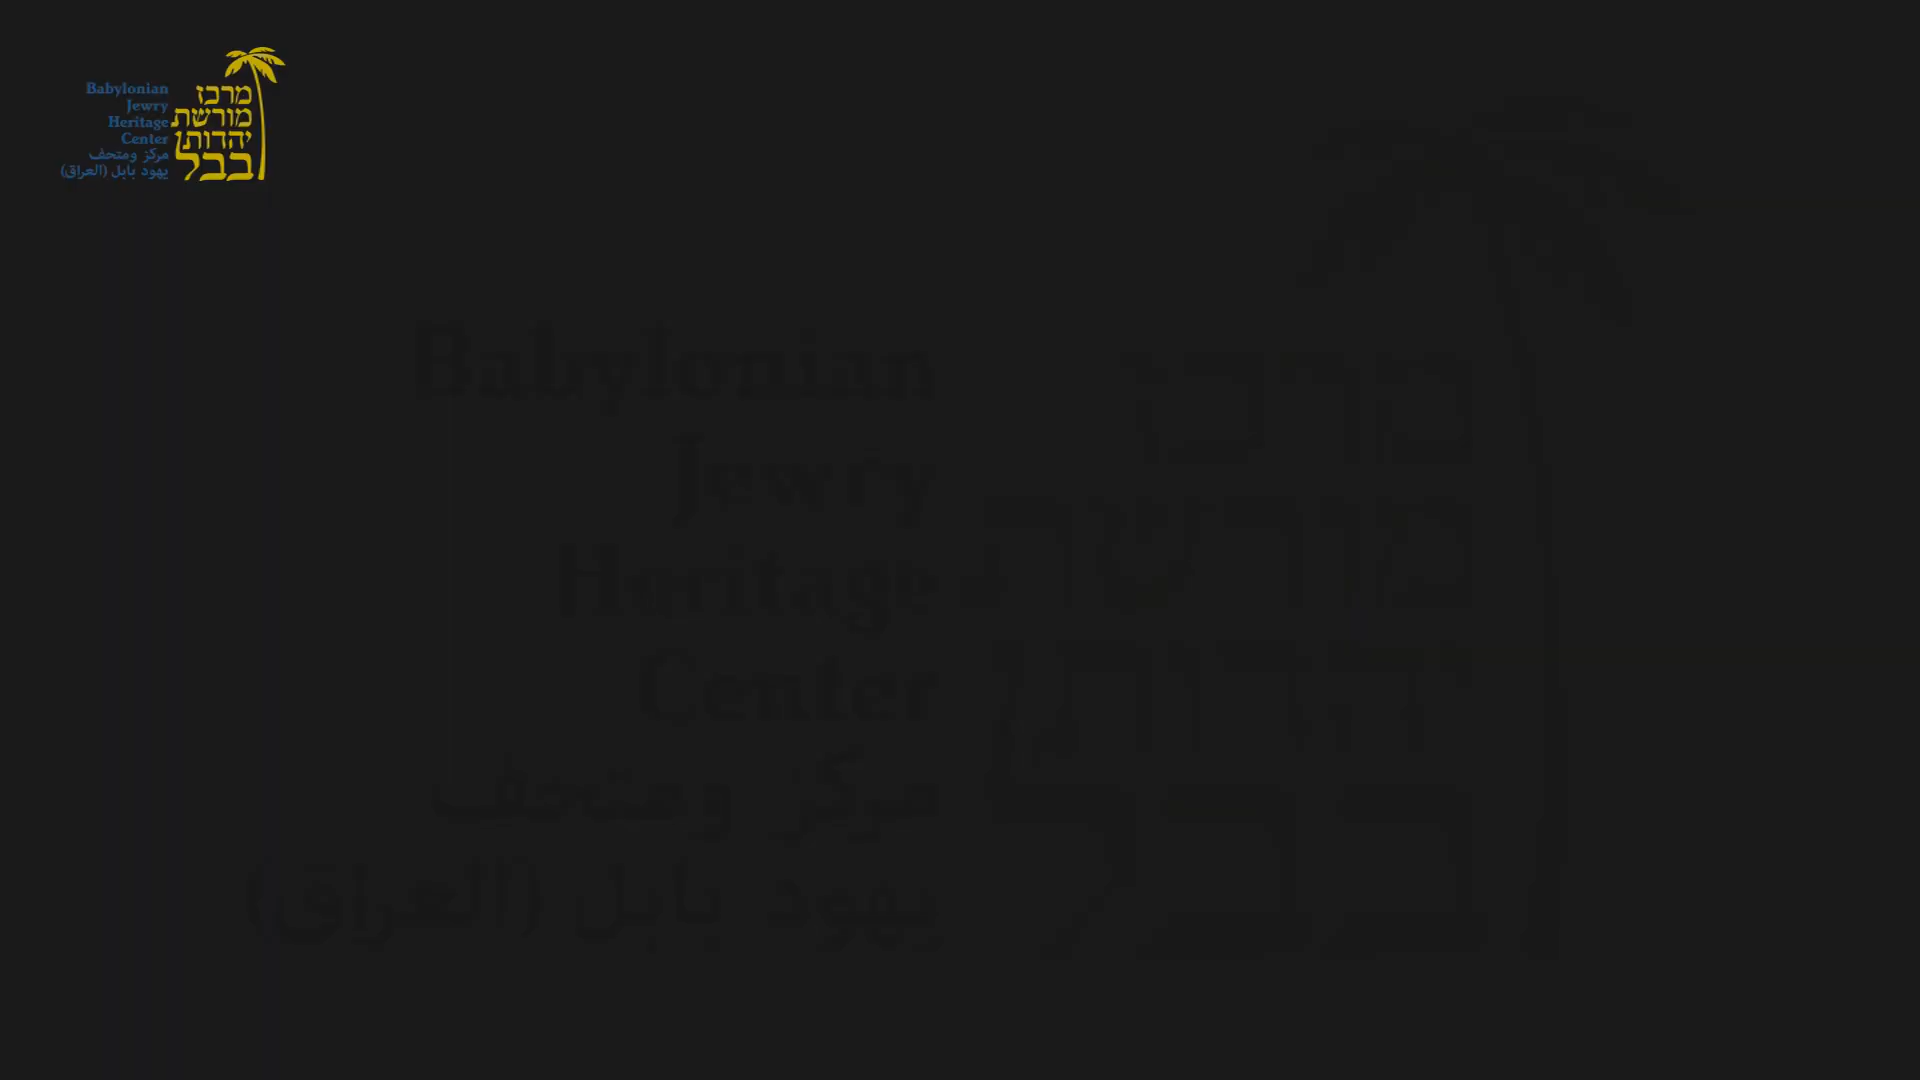 Babylonian
Jewry
Heritage
Center
مركز ومتحف
يهود بابل (العراق)
מרכז
מורשת
יהדות
בבל
Babylonian
Jewry
Heritage
Center
مركز ومتحف
يهود بابل (العراق)
מרכז
מורשת
יהדות
בבל